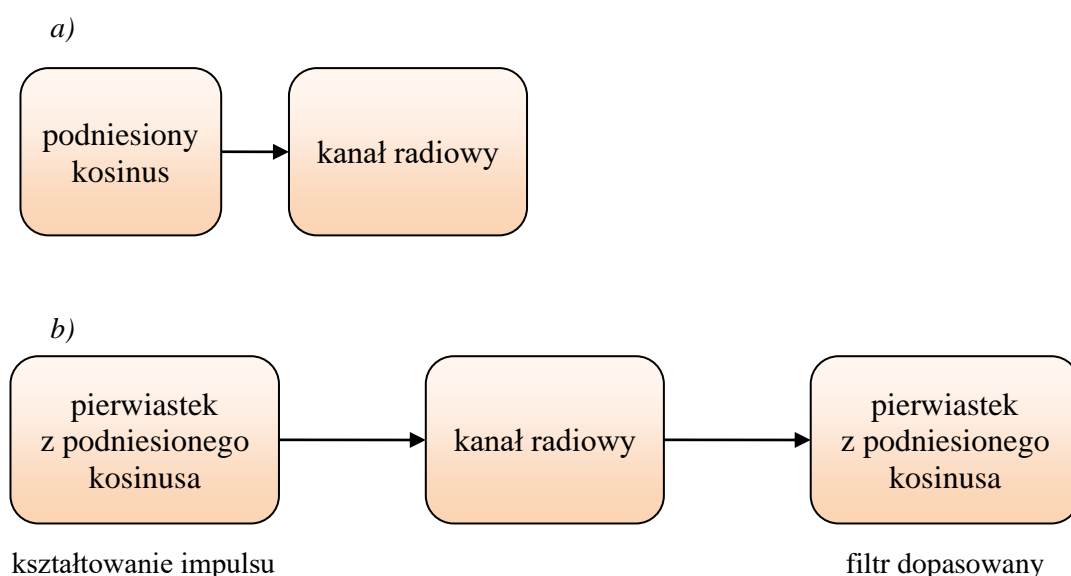 a)
podniesiony
kosinus
kanał radiowy
b)
pierwiastek
z podniesionego
kosinusa
kanał radiowy
pierwiastek
z podniesionego
kosinusa
kształtowanie impulsu
filtr dopasowany